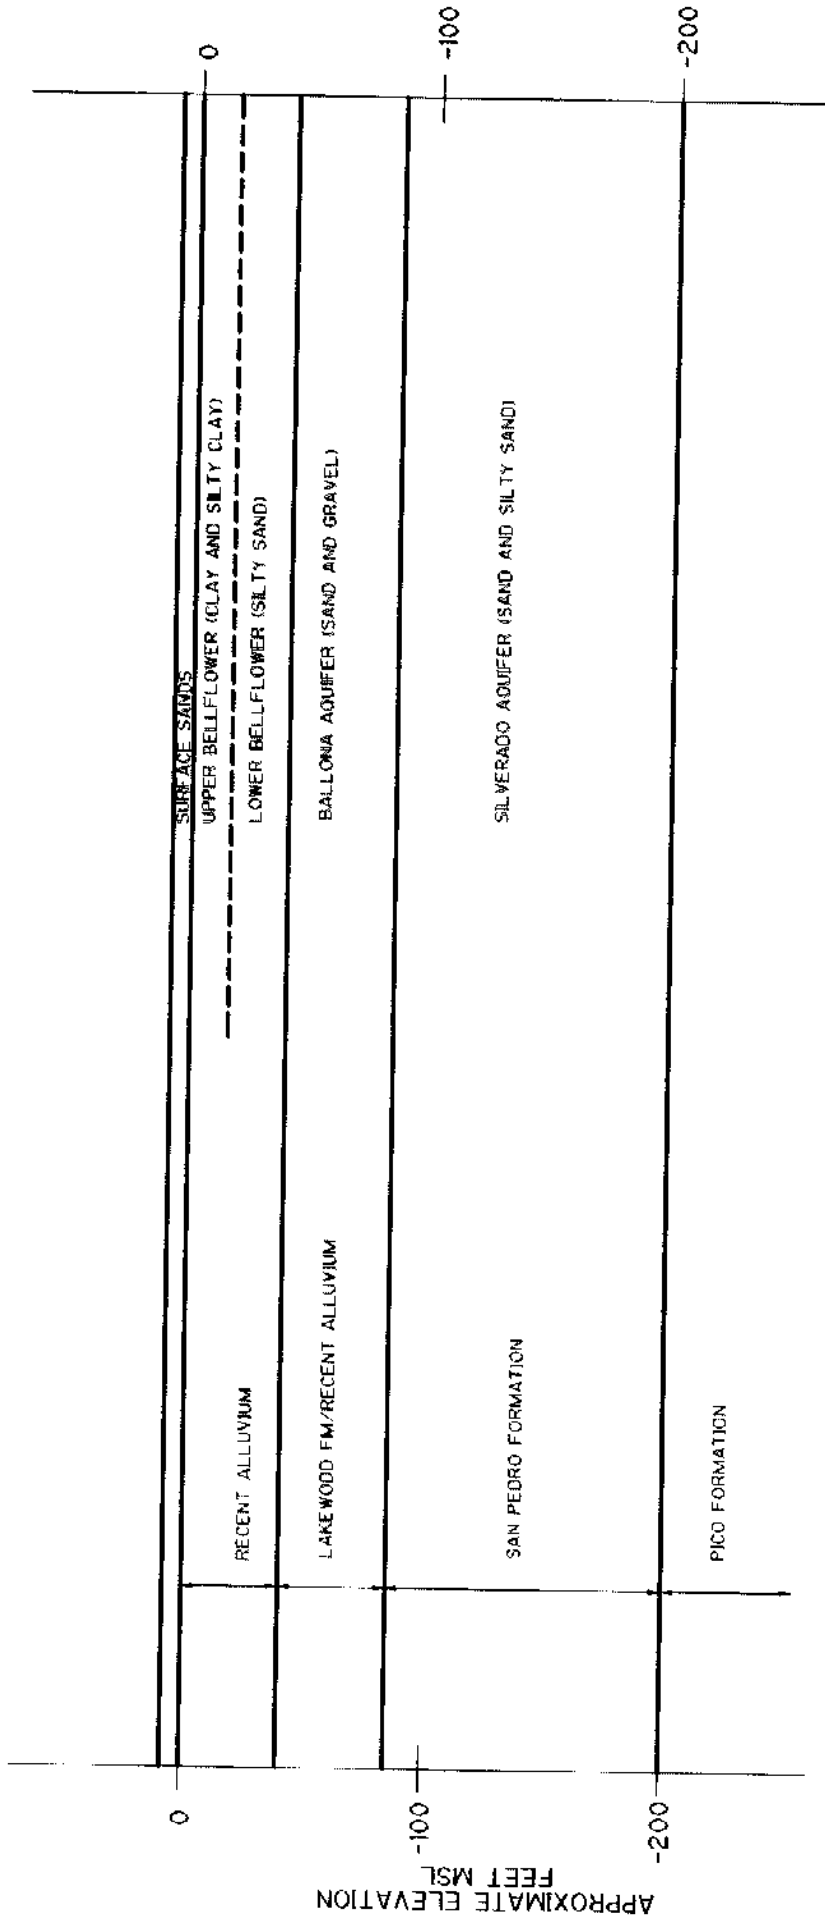 APPROXIMATE ELEVATION
FEET MSL
0
-100
-200
RECENT ALLUVIUM
LAKEWOOD FM/RECENT ALLUVIUM
SAN PEDRO FORMATION
PICO FORMATION
SURFACE SANDS
UPPER BELLFLOWER (CLAY AND SILTY CLAY)
LOWER BELLFLOWER (SILTY SAND)
BALLONA AQUIFER (SAND AND GRAVEL)
SILVERADO AQUIFER (SAND AND SILTY SAND)
0
-100
-200